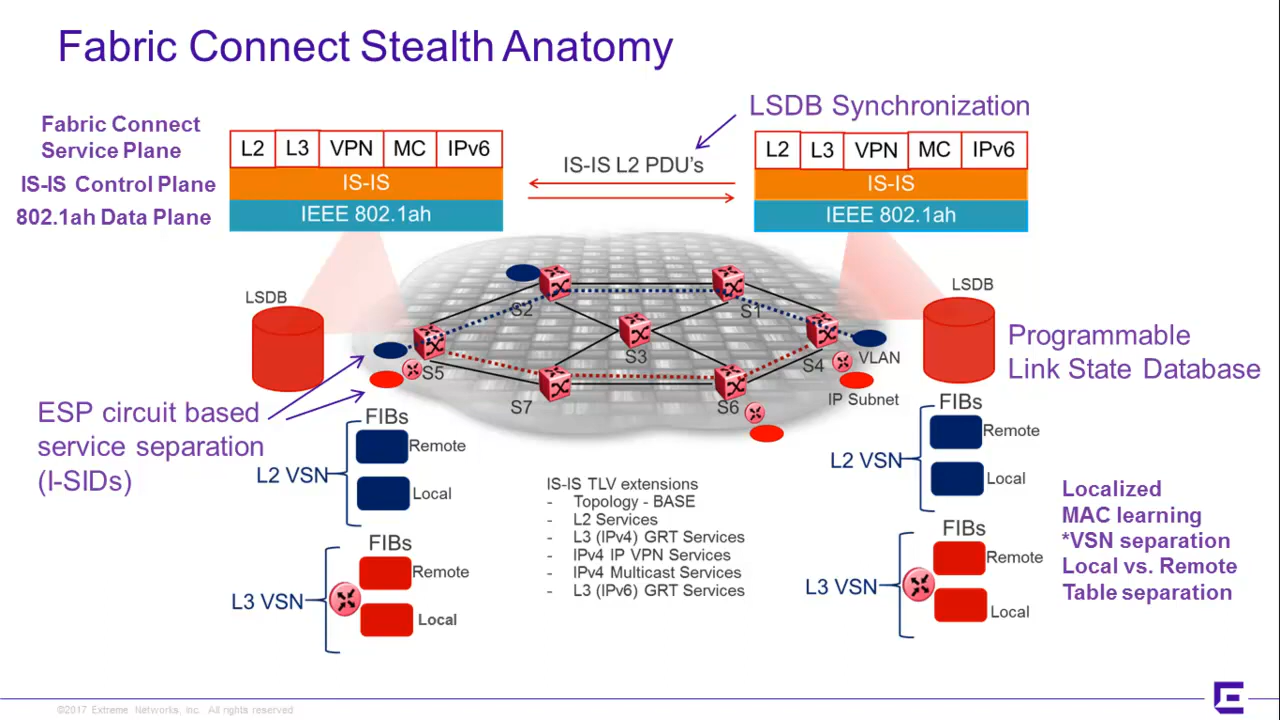 Fabric Connect Stealth Anatomy
LSDB Synchronization
Fabric Connect
Service Plane
IS-IS Control Plane
802.1ah Data Plane
L2 L3 VPN MC IPv6
IS-IS
IEEE 802.1ah
IS-IS L2 PDU's
L2 L3 VPN MC IPv6
IS-IS
IEEE 802.1ah
LSDB
LSDB
S2
S1
S3
S5
S4
VLAN
IP Subnet
S7
S6
Programmable
Link State Database
ESP circuit based
service separation
(I-SIDs)
FIBs
Remote
L2 VSN
Local
FIBs
Remote
L3 VSN
Local
IS-IS TLV extensions
- Topology - BASE
- L2 Services
- L3 (IPv4) GRT Services
- IPv4 IP VPN Services
- IPv4 Multicast Services
- L3 (IPv6) GRT Services
FIBs
Remote
L2 VSN
Local
FIBs
Remote
L3 VSN
Local
Localized
MAC learning
*VSN separation
Local vs. Remote
Table separation
©2017 Extreme Networks, Inc. All rights reserved